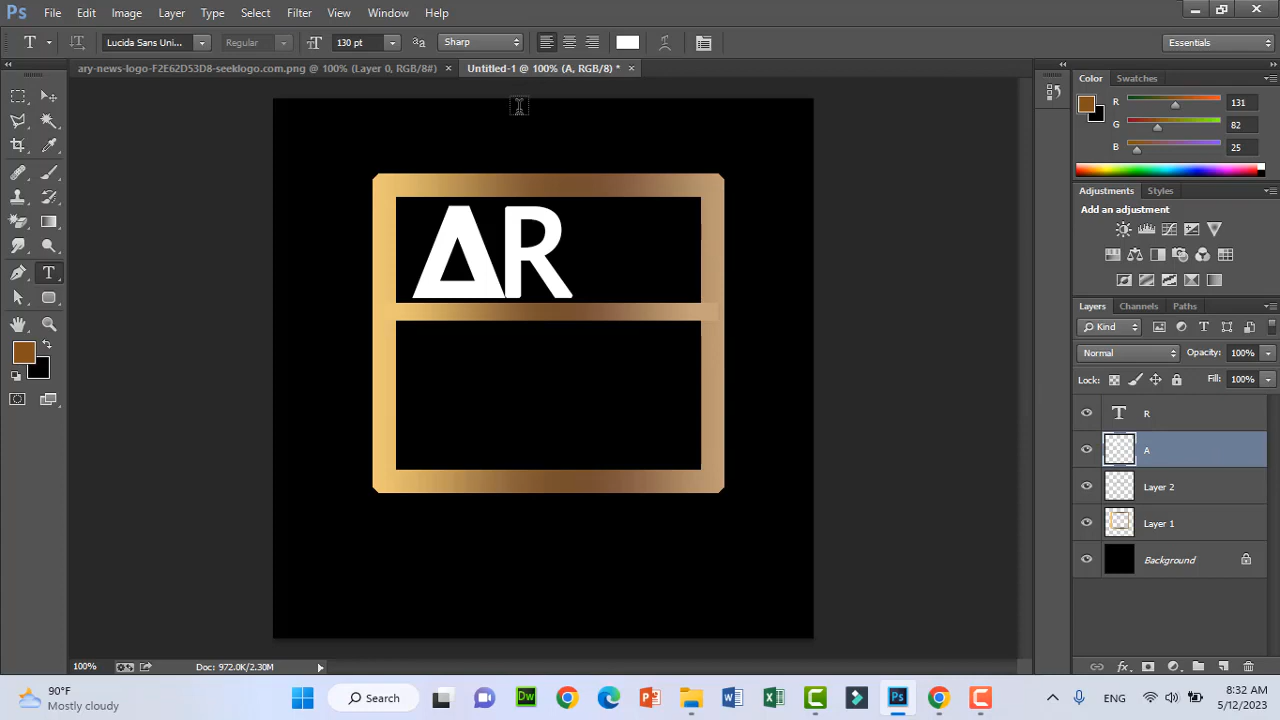 Ps File Edit Image Layer Type Select Filter View Window Help
T Lucida Sans Uni... Regular 130 pt aa Sharp Essentials
ary-news-logo-F2E62D53D8-seeklogo.com.png @ 100% (Layer 0, RGB/8#) × Untitled-1 @ 100% (A, RGB/8) * ×
Color Swatches
R 131
G 82
B 25
Adjustments Styles
Add an adjustment
Layers Channels Paths
Kind
Normal Opacity: 100%
Lock: Fill: 100%
T R
A
Layer 2
Layer 1
Background
AR
100% Doc: 972.0K/2.30M
90°F
Mostly cloudy
Search
Dw
ENG
5:32 AM
5/12/2023